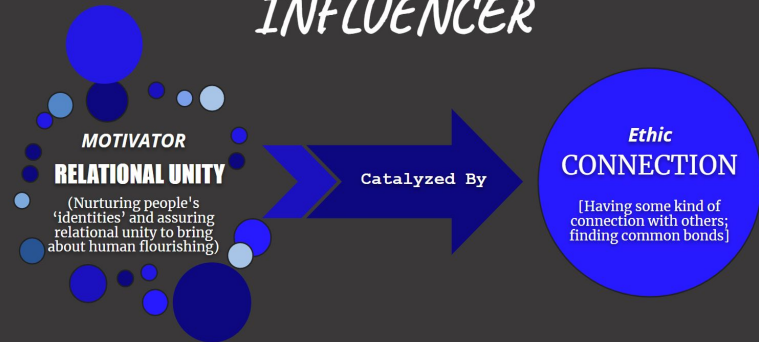 INFLUENCER
MOTIVATOR
RELATIONAL UNITY
(Nurturing people's
‘identities’ and assuring
relational unity to bring
about human flourishing)
Catalyzed By
Ethic
CONNECTION
[Having some kind of
connection with others;
finding common bonds]